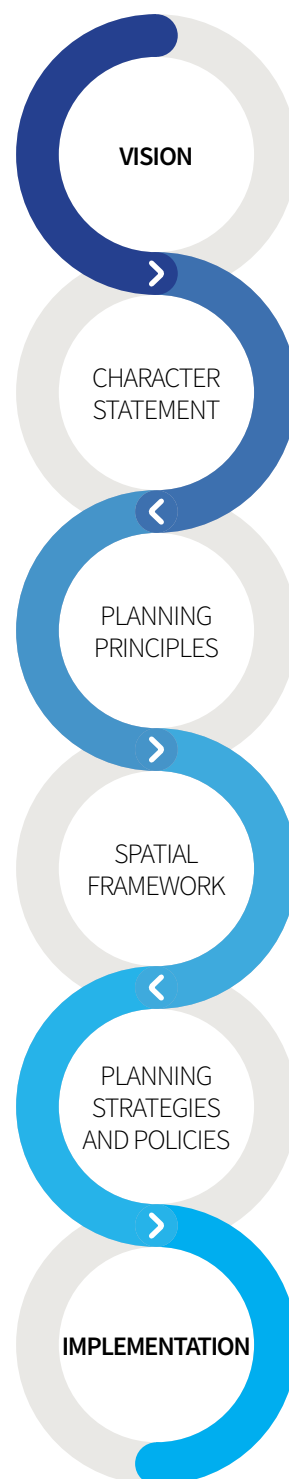 VISION
CHARACTER
STATEMENT
PLANNING
PRINCIPLES
SPATIAL
FRAMEWORK
PLANNING
STRATEGIES
AND POLICIES
IMPLEMENTATION